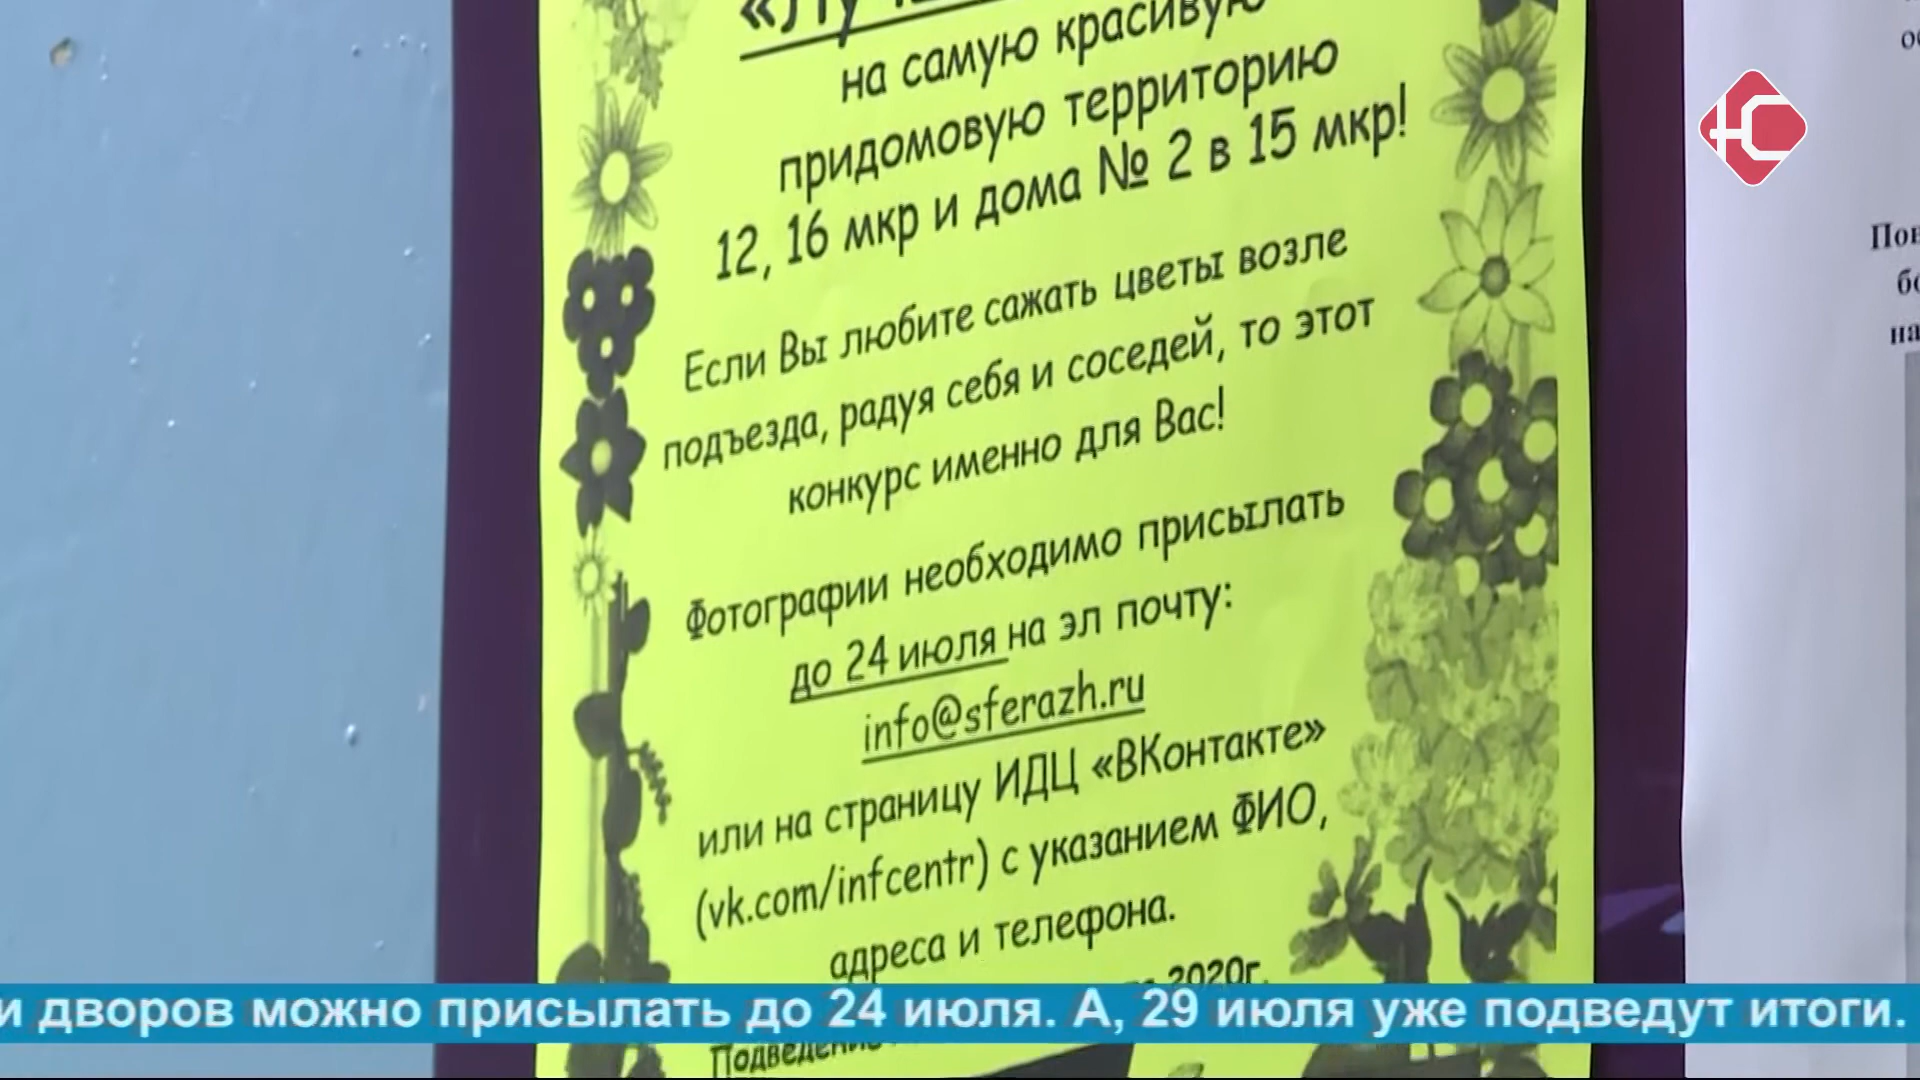 на самую красивую
придомовую территорию
12, 16 мкр и дома № 2 в 15 мкр!
Если Вы любите сажать цветы возле
подъезда, радуя себя и соседей, то этот
конкурс именно для Вас!
Фотографии необходимо присылать
до 24 июля на эл почту:
info@sferazh.ru
или на страницу ИДЦ «ВКонтакте»
(vk.com/infcentr) с указанием ФИО,
адреса и телефона.
2020г.
Подведение
и дворов можно присылать до 24 июля. А, 29 июля уже подведут итоги.
ЮС